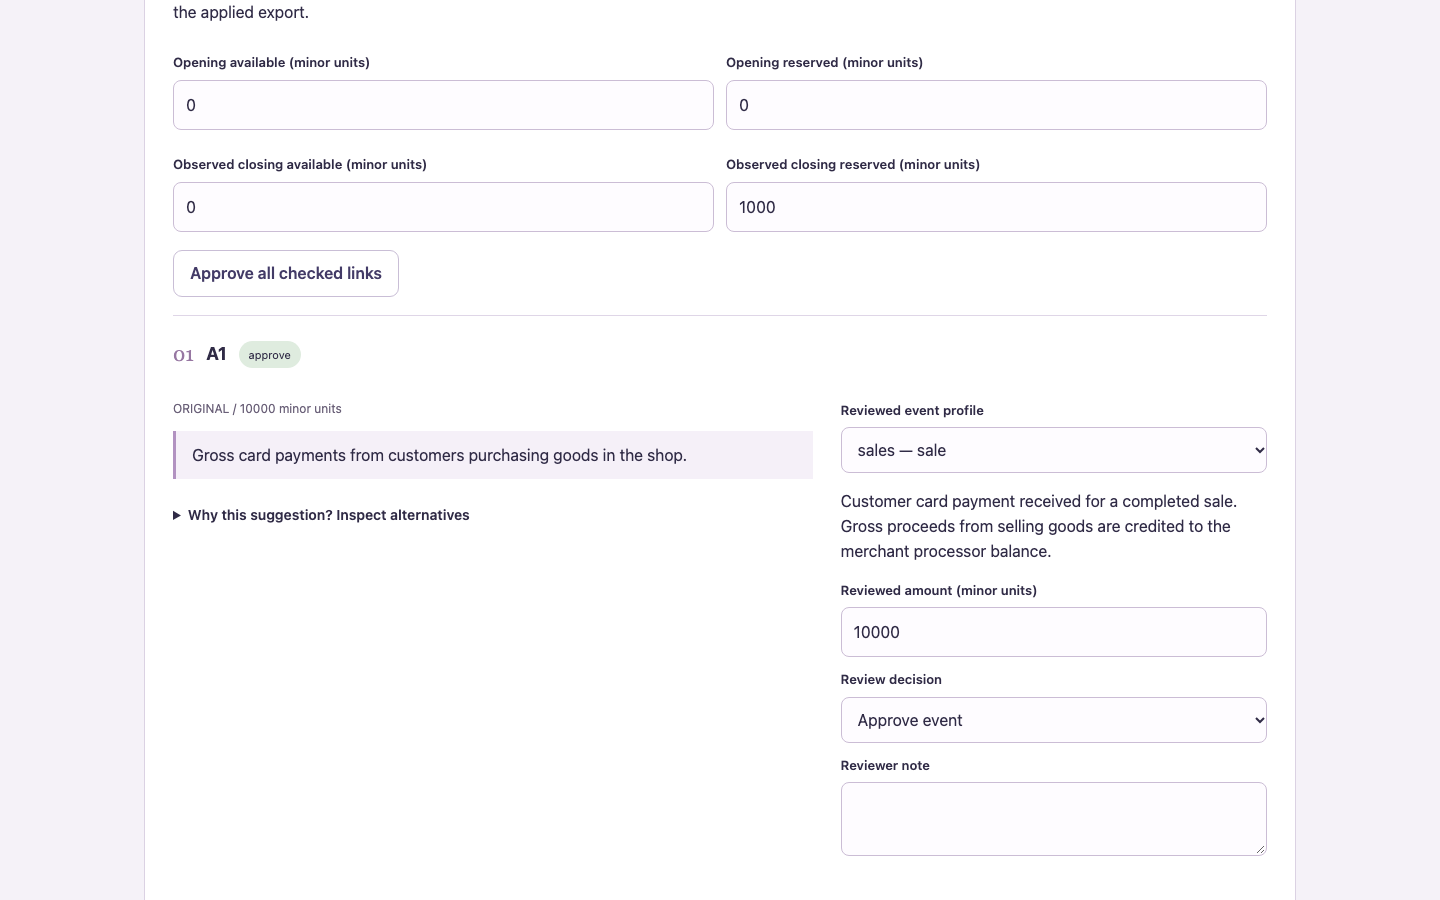 the applied export.
Opening available (minor units)
Opening reserved (minor units)
0
0
Observed closing available (minor units)
Observed closing reserved (minor units)
0
1000
Approve all checked links
01 A1 approve
ORIGINAL / 10000 minor units
Gross card payments from customers purchasing goods in the shop.
Why this suggestion? Inspect alternatives
Reviewed event profile
sales — sale
Customer card payment received for a completed sale.
Gross proceeds from selling goods are credited to the
merchant processor balance.
Reviewed amount (minor units)
10000
Review decision
Approve event
Reviewer note